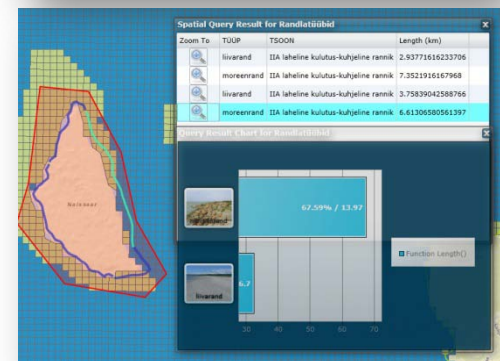 Spatial Query Result for Randlatüübid
Zoom To TÜÜP TSOON Length (km)
liivarand IIA laheline kulutus-kuhjeline rannik 2.93771616233706
moreenrand IIA laheline kulutus-kuhjeline rannik 7.3521916167968
liivarand IIA laheline kulutus-kuhjeline rannik 3.75839042588766
moreenrand IIA laheline kulutus-kuhjeline rannik 6.61306580561397
Query Result Chart for Randlatüübid
67.59% / 13.97
Function Length()
6.7
liivarand
30 40 50 60 70